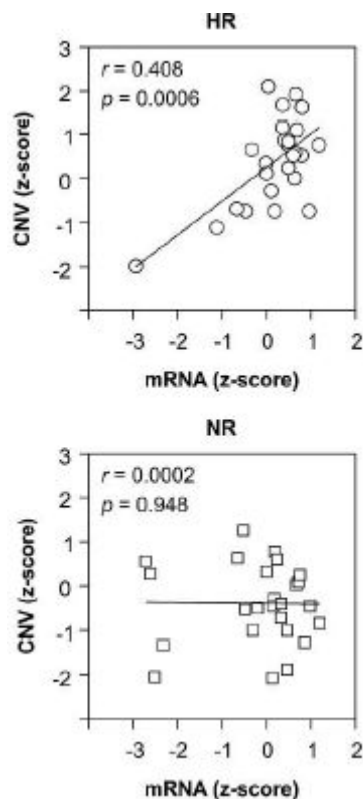 HR
r = 0.408
p = 0.0006
3
2
1
0
-1
-2
CNV (z-score)
-3 -2 -1 0 1 2
mRNA (z-score)
NR
r = 0.0002
p = 0.948
3
2
1
0
-1
-2
CNV (z-score)
-3 -2 -1 0 1 2
mRNA (z-score)